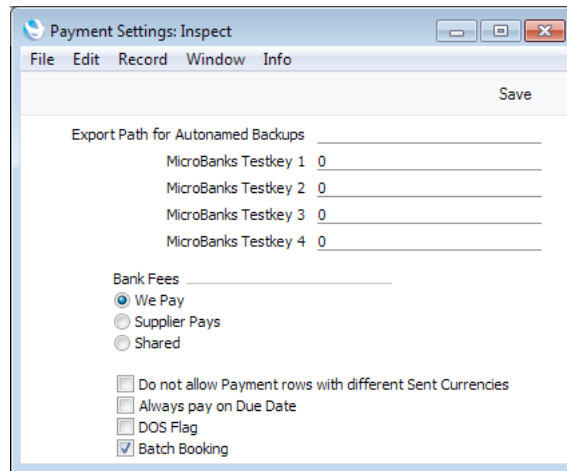 Payment Settings: Inspect
File Edit Record Window Info
Save
Export Path for Autonamed Backups
MicroBanks Testkey 1 0
MicroBanks Testkey 2 0
MicroBanks Testkey 3 0
MicroBanks Testkey 4 0
Bank Fees
We Pay
Supplier Pays
Shared
Do not allow Payment rows with different Sent Currencies
Always pay on Due Date
DOS Flag
Batch Booking